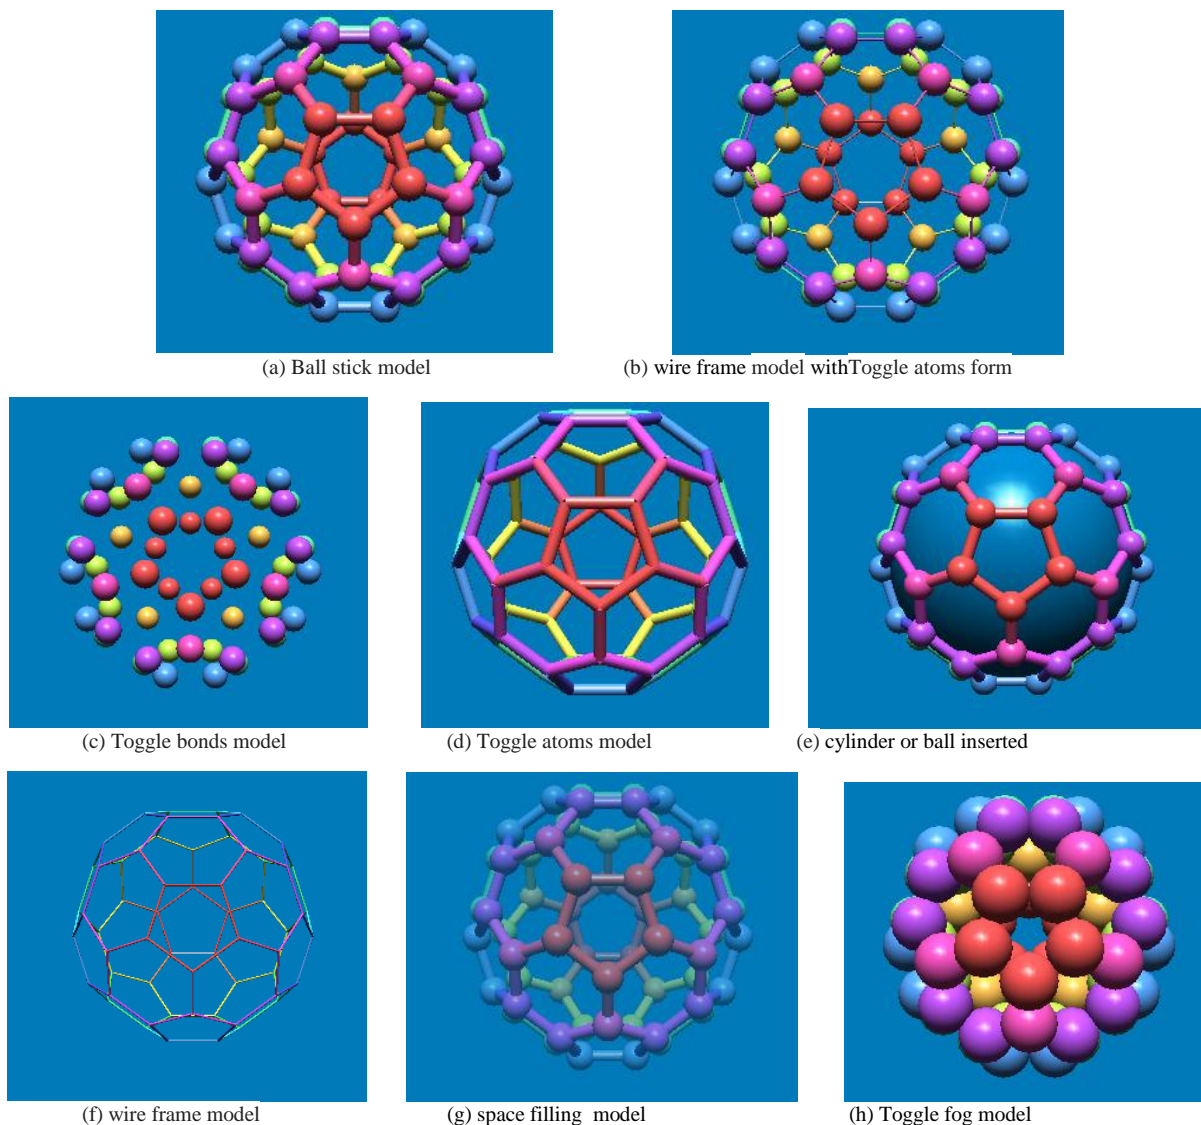 (a) Ball stick model
(b) wire frame model withToggle atoms form
(c) Toggle bonds model
(d) Toggle atoms model
(e) cylinder or ball inserted
(f) wire frame model
(g) space filling model
(h) Toggle fog model